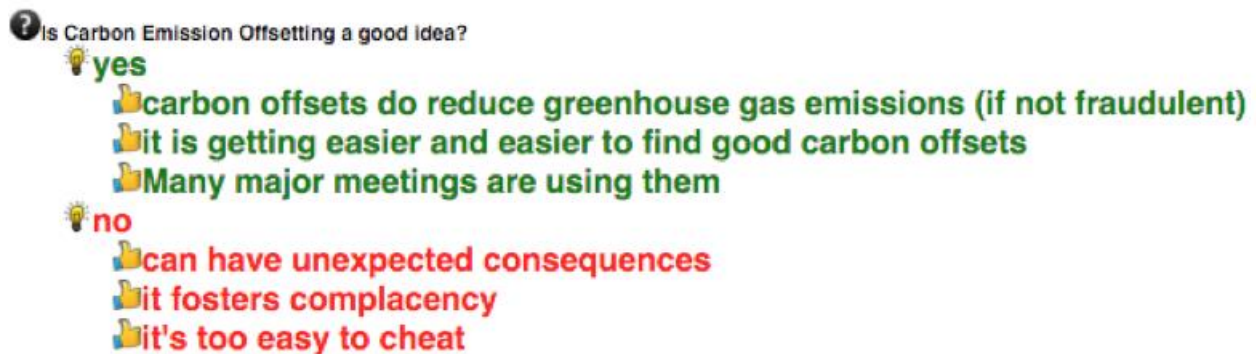 Is Carbon Emission Offsetting a good idea?
yes
carbon offsets do reduce greenhouse gas emissions (if not fraudulent)
it is getting easier and easier to find good carbon offsets
Many major meetings are using them
no
can have unexpected consequences
it fosters complacency
it's too easy to cheat